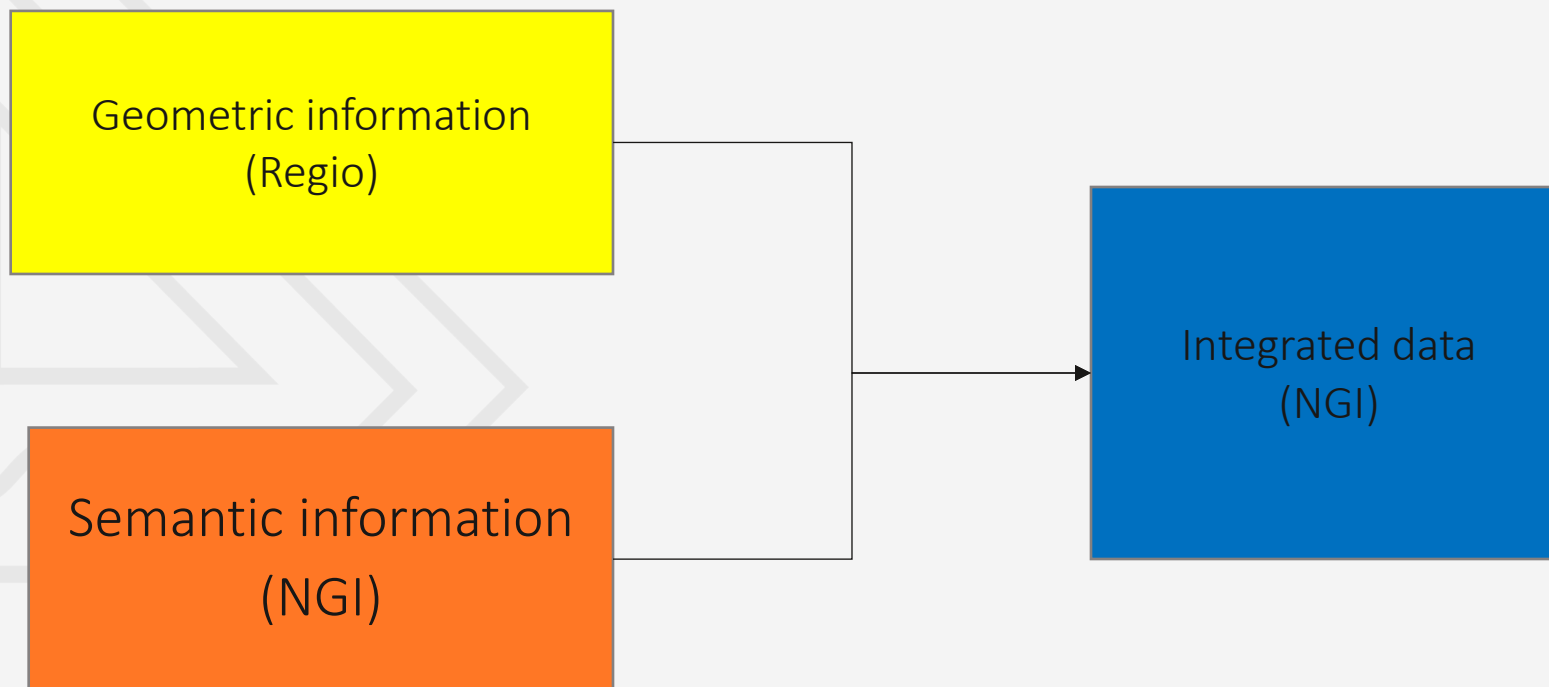 Geometric information
(Regio)
Semantic information
(NGI)
Integrated data
(NGI)